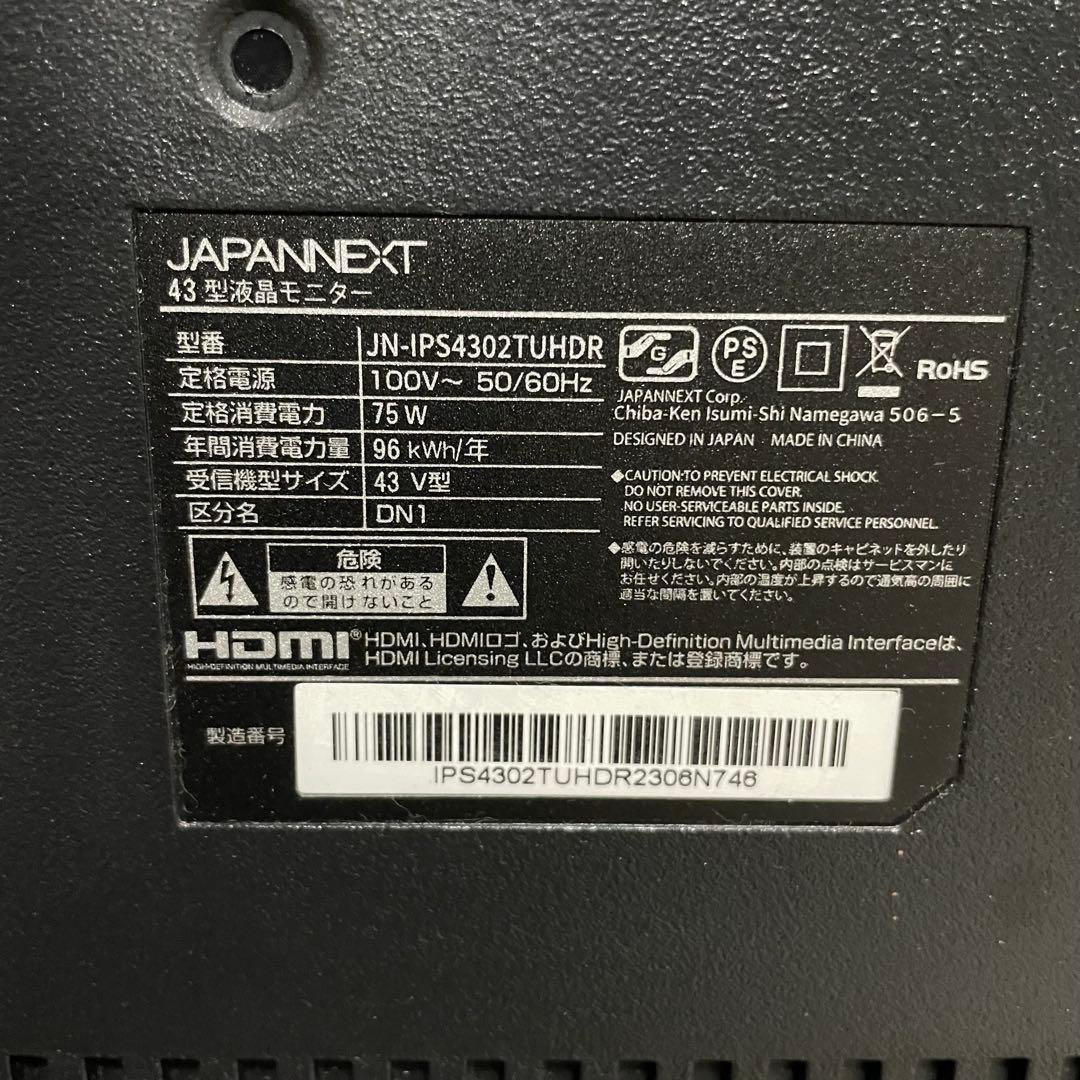 JAPANNEXT
43型液晶モニター
型番 JN-IPS4302TUHDR
定格電源 100V～ 50/60Hz
定格消費電力 75W
年間消費電力量 96 kWh/年
受信機型サイズ 43 V型
区分名 DN1
G
PS
E
RoHS
JAPANNEXT Corp.
Chiba-Ken Isumi-Shi Namegawa 506-5
DESIGNED IN JAPAN MADE IN CHINA
◆CAUTION:TO PREVENT ELECTRICAL SHOCK
DO NOT REMOVE THIS COVER.
NO USER-SERVICEABLE PARTS INSIDE.
REFER SERVICING TO QUALIFIED SERVICE PERSONNEL.
◆感電の危険を減らすために、装置のキャビネットを外したり
開いたりしないでください。内部の点検はサービスマンに
お任せください。内部の温度が上昇するので通気高の周囲に
適当な間隔を置いてください。
危険
感電の恐れがある
ので開けないこと
HDMI®
HIGH-DEFINITION MULTIMEDIA INTERFACE
HDMI、HDMIロゴ、およびHigh-Definition Multimedia Interfaceは、
HDMI Licensing LLCの商標、または登録商標です。
製造番号
IPS4302TUHDR2306N746